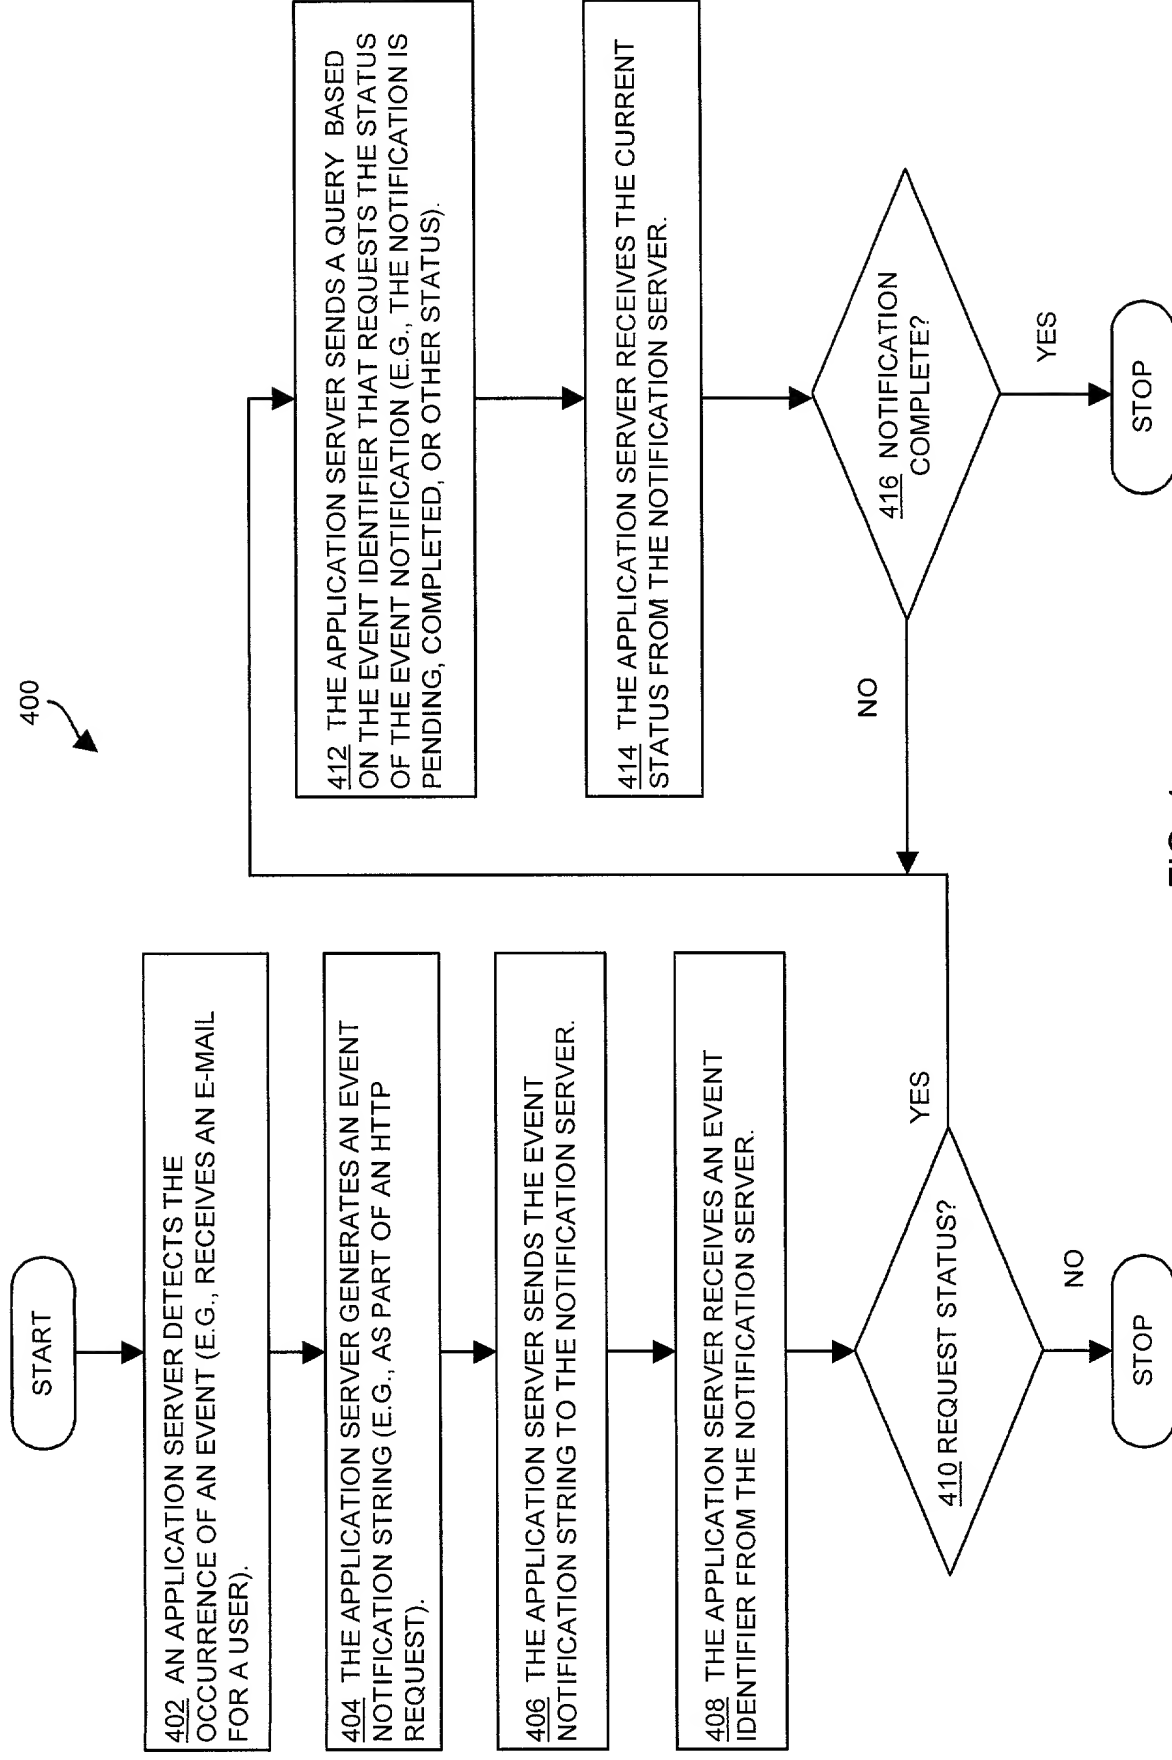 400
START
402 AN APPLICATION SERVER DETECTS THE
OCCURRENCE OF AN EVENT (E.G., RECEIVES AN E-MAIL
FOR A USER).
404 THE APPLICATION SERVER GENERATES AN EVENT
NOTIFICATION STRING (E.G., AS PART OF AN HTTP
REQUEST).
406 THE APPLICATION SERVER SENDS THE EVENT
NOTIFICATION STRING TO THE NOTIFICATION SERVER.
408 THE APPLICATION SERVER RECEIVES AN EVENT
IDENTIFIER FROM THE NOTIFICATION SERVER.
410 REQUEST STATUS?
YES
NO
STOP
412 THE APPLICATION SERVER SENDS A QUERY BASED
ON THE EVENT IDENTIFIER THAT REQUESTS THE STATUS
OF THE EVENT NOTIFICATION (E.G., THE NOTIFICATION IS
PENDING, COMPLETED, OR OTHER STATUS).
414 THE APPLICATION SERVER RECEIVES THE CURRENT
STATUS FROM THE NOTIFICATION SERVER.
416 NOTIFICATION
COMPLETE?
NO
YES
STOP